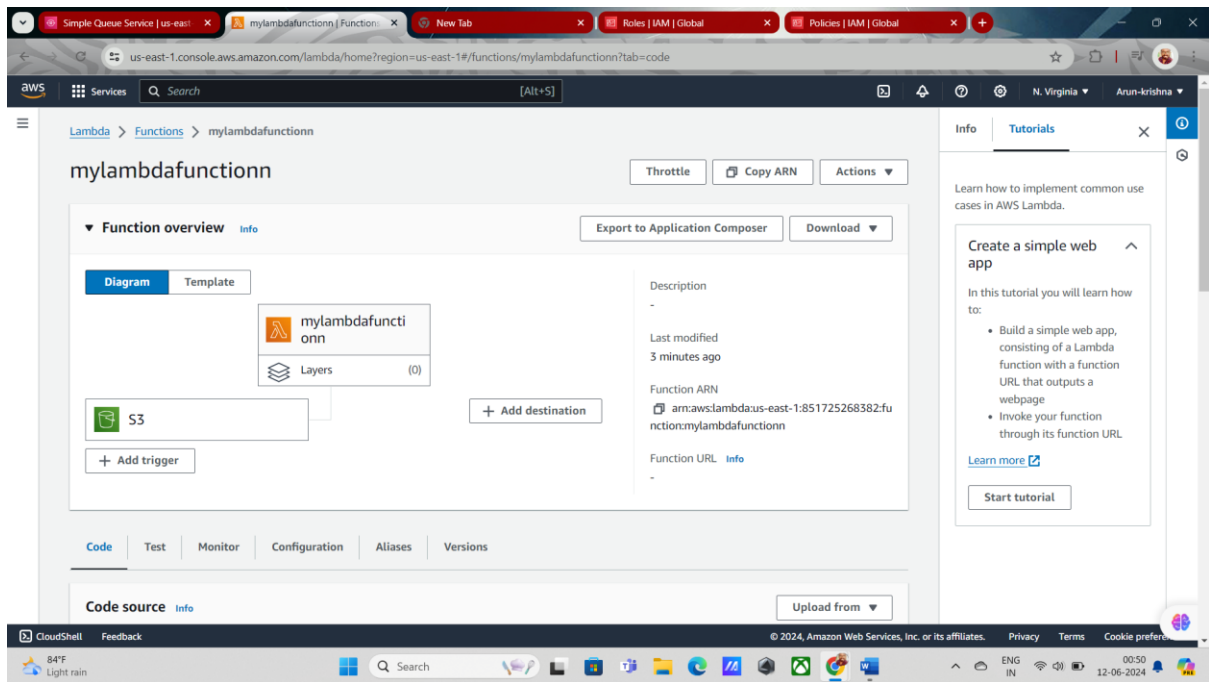 Simple Queue Service | us-east
mylambdafunctionn | Functions
New Tab
Roles | IAM | Global
Policies | IAM | Global
us-east-1.console.aws.amazon.com/lambda/home?region=us-east-1#/functions/mylambdafunctionn?tab=code
aws
Services
Search
[Alt+S]
N. Virginia
Arun-krishna
Lambda > Functions > mylambdafunctionn
mylambdafunctionn
Throttle
Copy ARN
Actions
Function overview Info
Export to Application Composer
Download
Diagram
Template
mylambdafuncti
onn
Layers (0)
S3
+ Add trigger
+ Add destination
Description
-
Last modified
3 minutes ago
Function ARN
arn:aws:lambda:us-east-1:851725268382:fu
nction:mylambdafunctionn
Function URL Info
-
Code
Test
Monitor
Configuration
Aliases
Versions
Code source Info
Upload from
Info
Tutorials
Learn how to implement common use
cases in AWS Lambda.
Create a simple web
app
In this tutorial you will learn how
to:
• Build a simple web app,
consisting of a Lambda
function with a function
URL that outputs a
webpage
• Invoke your function
through its function URL
Learn more
Start tutorial
CloudShell
Feedback
© 2024, Amazon Web Services, Inc. or its affiliates.
Privacy
Terms
Cookie prefere
84°F
Light rain
Search
ENG
IN
00:50
12-06-2024
PRE